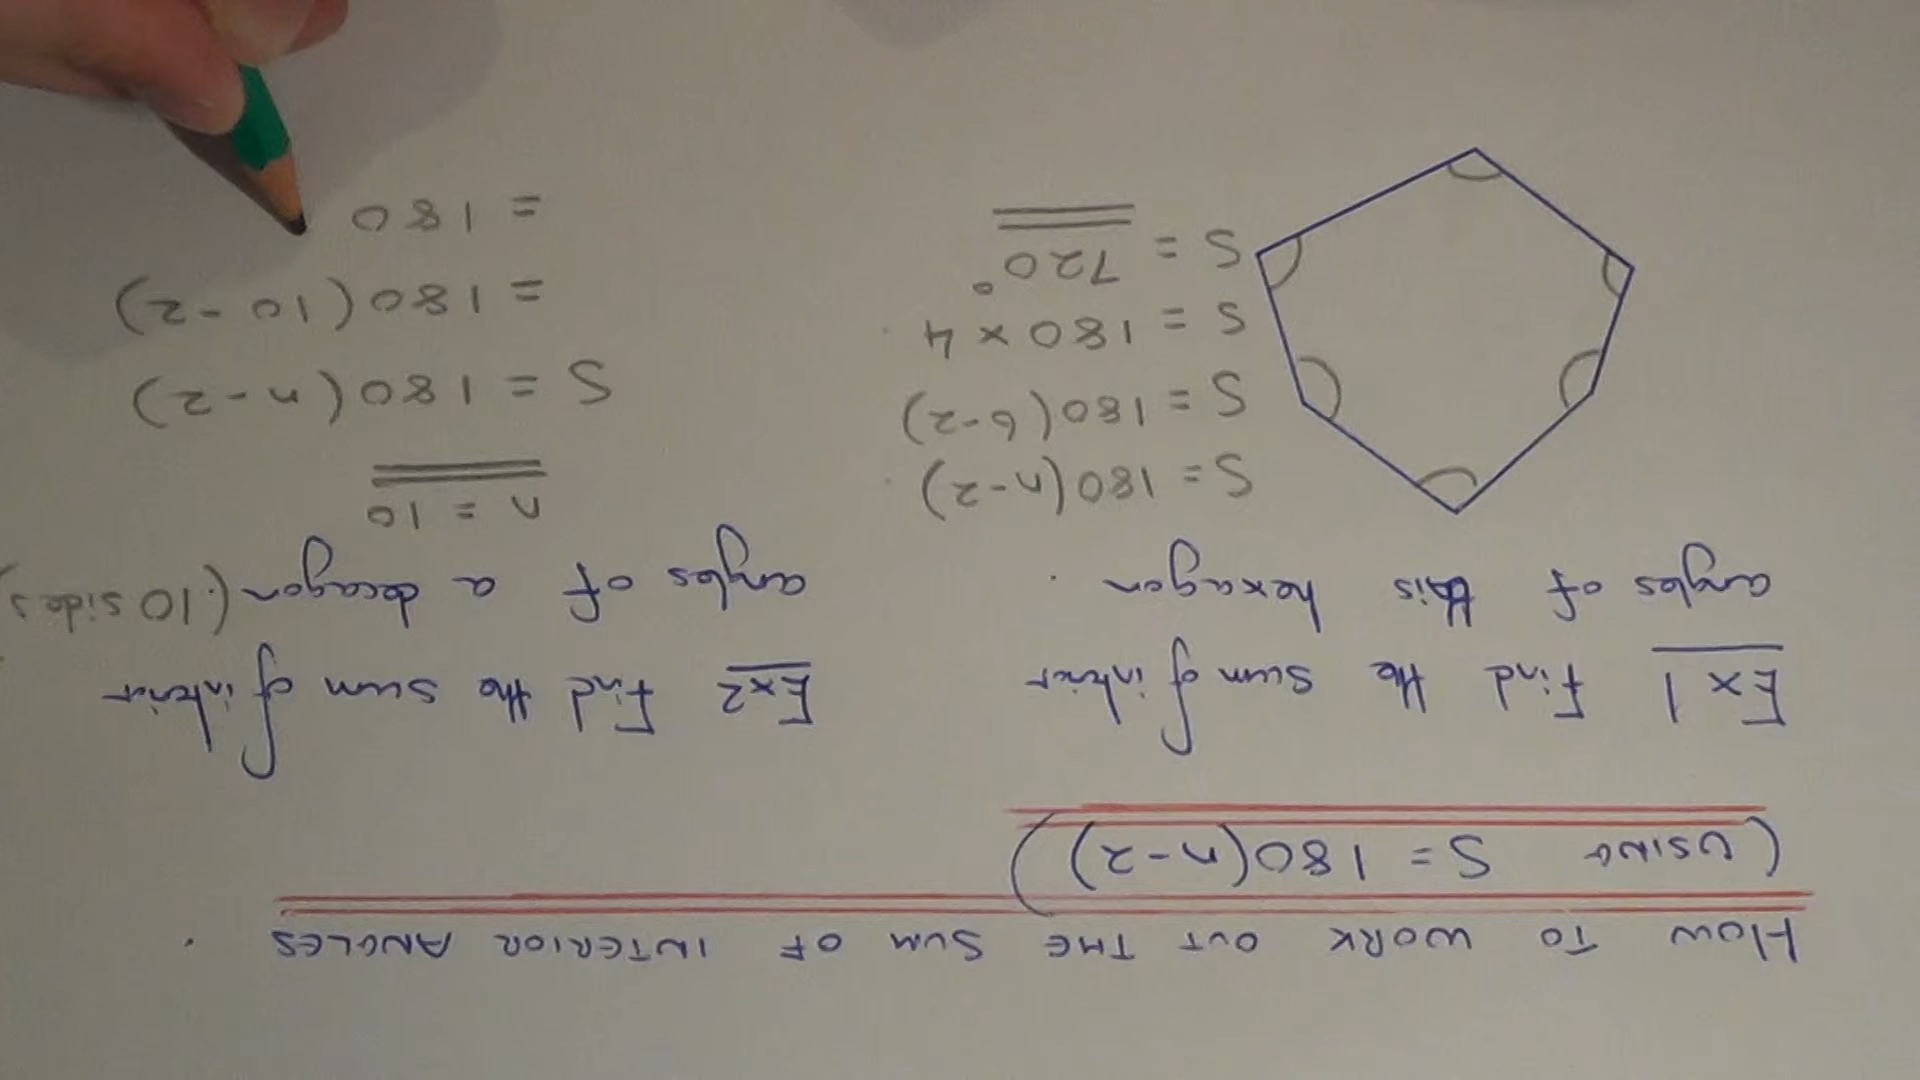 HOW TO WORK OUT THE SUM OF INTERIOR ANGLES
(USING S = 180(n-2))
Ex 1 Find the sum of interior
angles of this hexagon.
S = 180(n-2)
S = 180(6-2)
S = 180 × 4
S = 720°
Ex2 Find the sum of interior
angles of a decagon (10 sides)
n = 10
S = 180(n-2)
= 180(10-2)
= 180